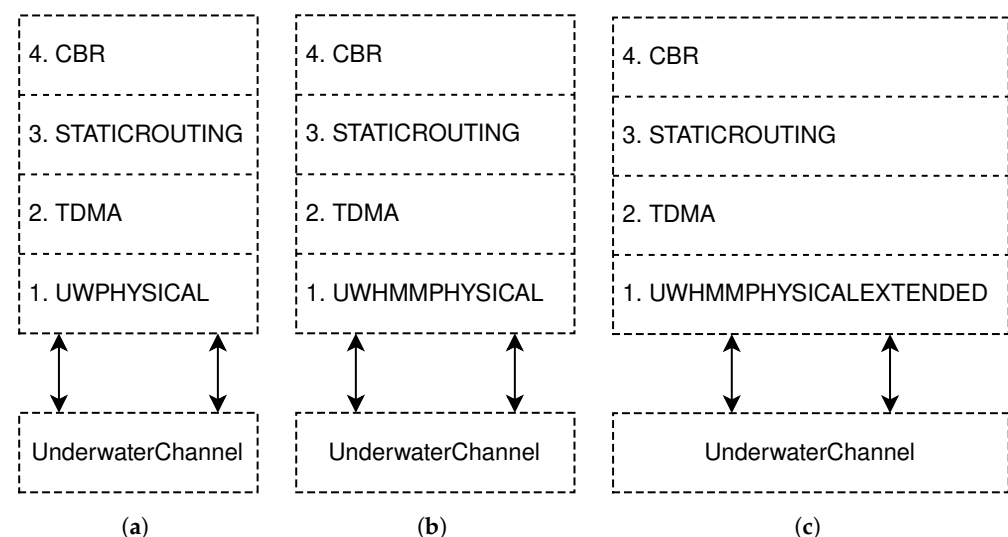 4. CBR
3. STATICROUTING
2. TDMA
1. UWPHYSICAL
UnderwaterChannel
(a)
4. CBR
3. STATICROUTING
2. TDMA
1. UWHMMPHYSICAL
UnderwaterChannel
(b)
4. CBR
3. STATICROUTING
2. TDMA
1. UWHMMPHYSICALEXTENDED
UnderwaterChannel
(c)